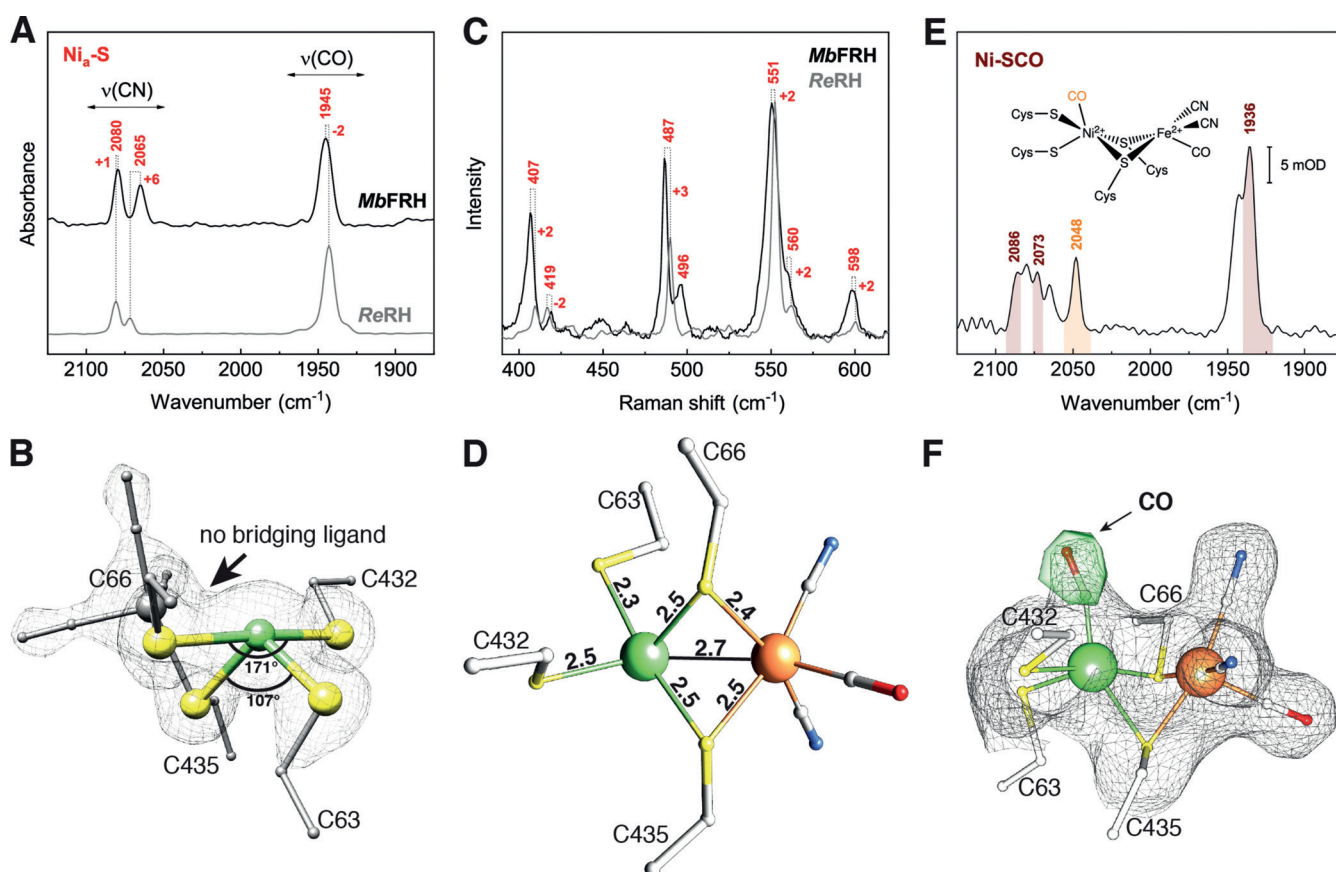 A
Ni_a-S
ν(CN)
ν(CO)
+1
2080
2065
+6
1945
-2
MbFRH
ReRH
Absorbance
2100
2050
2000
1950
1900
Wavenumber (cm⁻¹)
C
MbFRH
ReRH
407
+2
419
-2
487
+3
496
551
+2
560
+2
598
+2
Intensity
400
450
500
550
600
Raman shift (cm⁻¹)
E
Ni-SCO
CO
Cys
S
Ni²⁺
Cys
S
S
S
Cys
Cys
Fe²⁺
CN
CN
CO
1936
5 mOD
2086
2073
2048
2100
2050
2000
1950
1900
Wavenumber (cm⁻¹)
B
no bridging ligand
C66
C432
171°
107°
C435
C63
D
C66
C63
C432
2.3
2.5
2.4
2.5
2.7
2.5
2.5
C435
F
CO
C432
C66
C63
C435